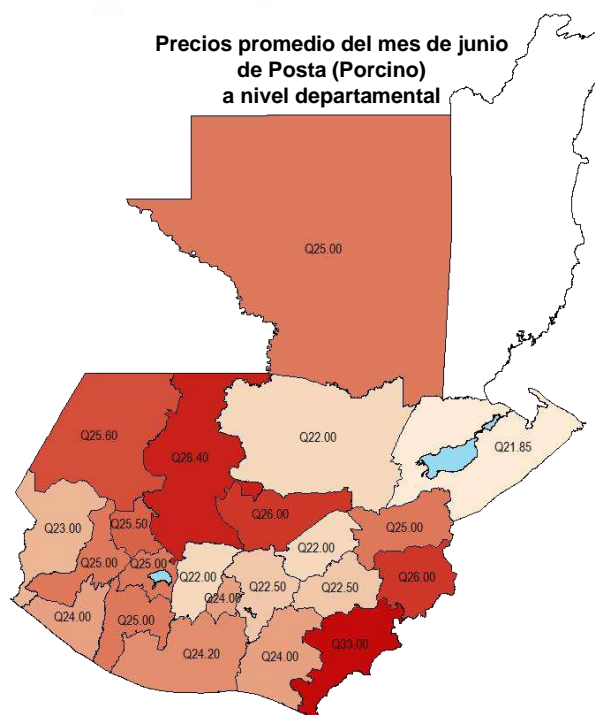 Precios promedio del mes de junio
de Posta (Porcino)
a nivel departamental
Q25.00
Q25.60
Q28.40
Q22.00
Q21.85
Q26.00
Q23.00
Q25.50
Q22.00
Q25.00
Q25.00
Q25.00
Q22.00
Q24.00
Q22.50
Q22.50
Q26.00
Q24.00
Q25.00
Q24.20
Q24.00
Q33.00